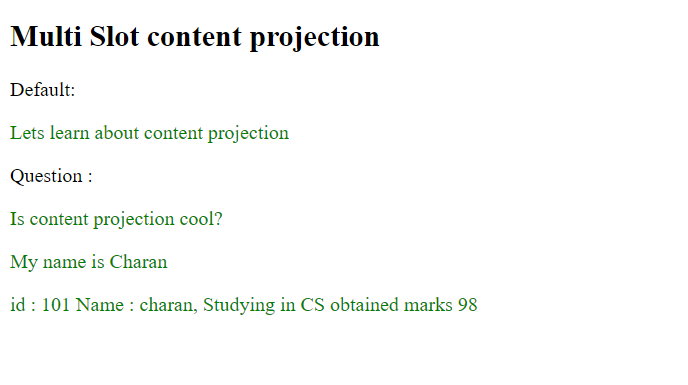 Multi Slot content projection
Default:
Lets learn about content projection
Question :
Is content projection cool?
My name is Charan
id : 101 Name : charan, Studying in CS obtained marks 98